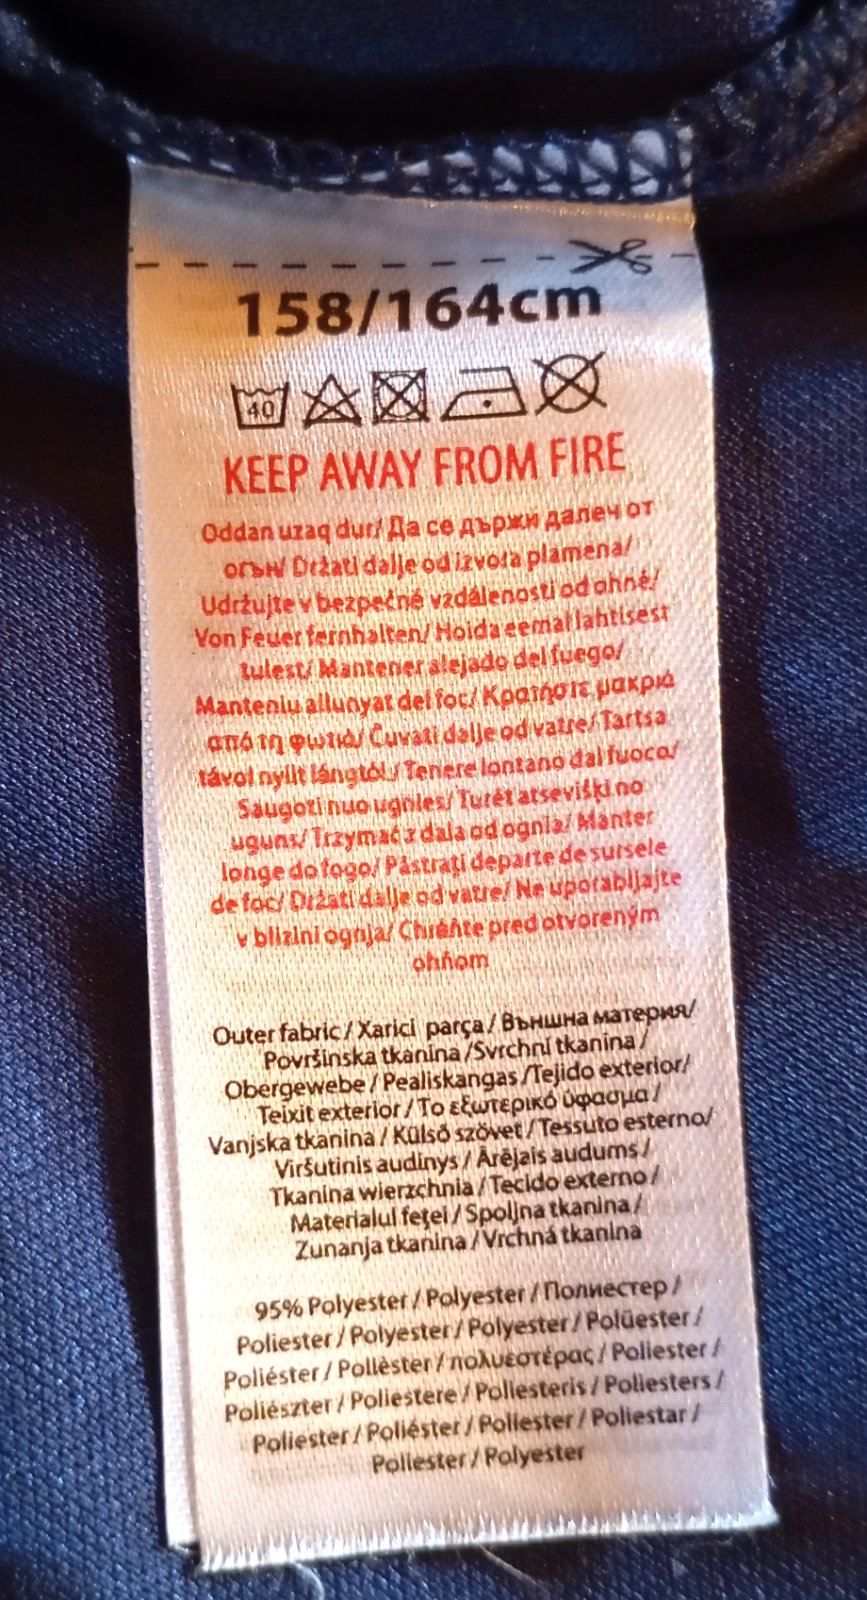 158/164cm
40
KEEP AWAY FROM FIRE
Oddan uzaq dur/ Да се държи далеч от
огън/ Držati dalje od izvora plamena/
Udržujte v bezpečné vzdálenosti od ohně/
Von Feuer fernhalten/ Hoida eemal lahtisest
tulest/ Mantener alejado del fuego/
Manteniu allunyat del foc/ Κρατήστε μακριά
από τη φωτιά/ Čuvati dalje od vatre/ Tartsa
távol nyílt lángtól/ Tenere lontano dal fuoco/
Saugoti nuo ugnies/ Turēt atsevišķi no
uguns/ Trzymać z dala od ognia/ Manter
longe do fogo/ Păstrați departe de sursele
de foc/ Držati dalje od vatre/ Ne uporabljajte
v blizini ognja/ Chráňte pred otvoreným
ohňom
Outer fabric / Xarici parça / Външна материя/
Površinska tkanina /Svrchní tkanina /
Obergewebe / Pealiskangas /Tejido exterior/
Teixit exterior / Το εξωτερικό ύφασμα /
Vanjska tkanina / Külső szövet / Tessuto esterno/
Viršutinis audinys / Ārējais audums /
Tkanina wierzchnia / Tecido externo /
Materialul feței / Spoljna tkanina /
Zunanja tkanina / Vrchná tkanina
95% Polyester / Polyester / Полиестер /
Poliester / Polyester / Polyester / Polüester /
Poliéster / Pollèster / πολυεστέρας / Poliester /
Poliészter / Poliestere / Poliesteris / Poliesters /
Poliester / Poliéster / Poliester / Poliestar /
Poliester / Polyester